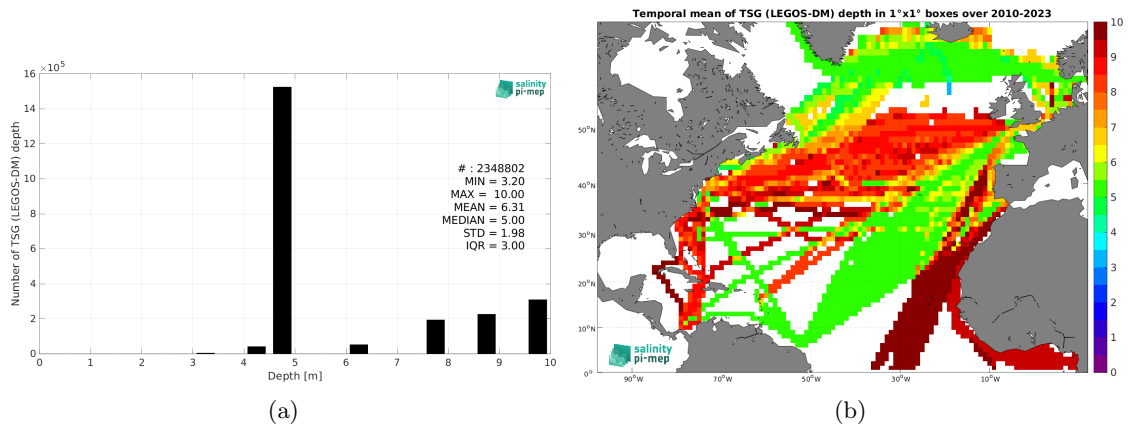 Temporal mean of TSG (LEGOS-DM) depth in 1°x1° boxes over 2010-2023
×10⁵
16
14
12
10
8
6
4
2
0
Number of TSG (LEGOS-DM) depth
salinity
pi-mep
# : 2348802
MIN = 3.20
MAX = 10.00
MEAN = 6.31
MEDIAN = 5.00
STD = 1.98
IQR = 3.00
0 1 2 3 4 5 6 7 8 9 10
Depth [m]
(a)
50°N
40°N
30°N
20°N
10°N
0°
90°W 70°W 50°W 30°W 10°W
salinity
pi-mep
10
9
8
7
6
5
4
3
2
1
0
(b)